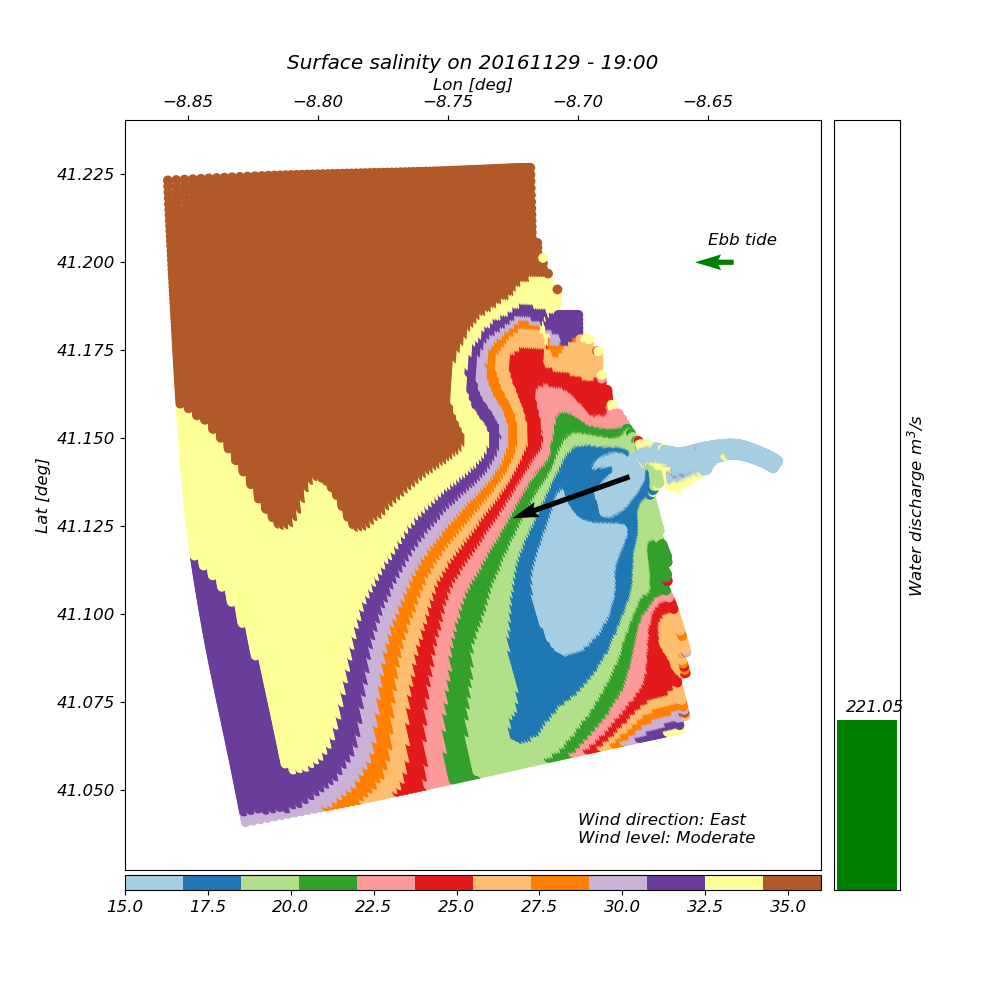 Surface salinity on 20161129 - 19:00
Lon [deg]
−8.85 −8.80 −8.75 −8.70 −8.65
41.225
41.200
41.175
41.150
41.125
41.100
41.075
41.050
Lat [deg]
Ebb tide
Wind direction: East
Wind level: Moderate
15.0 17.5 20.0 22.5 25.0 27.5 30.0 32.5 35.0
221.05
Water discharge m³/s